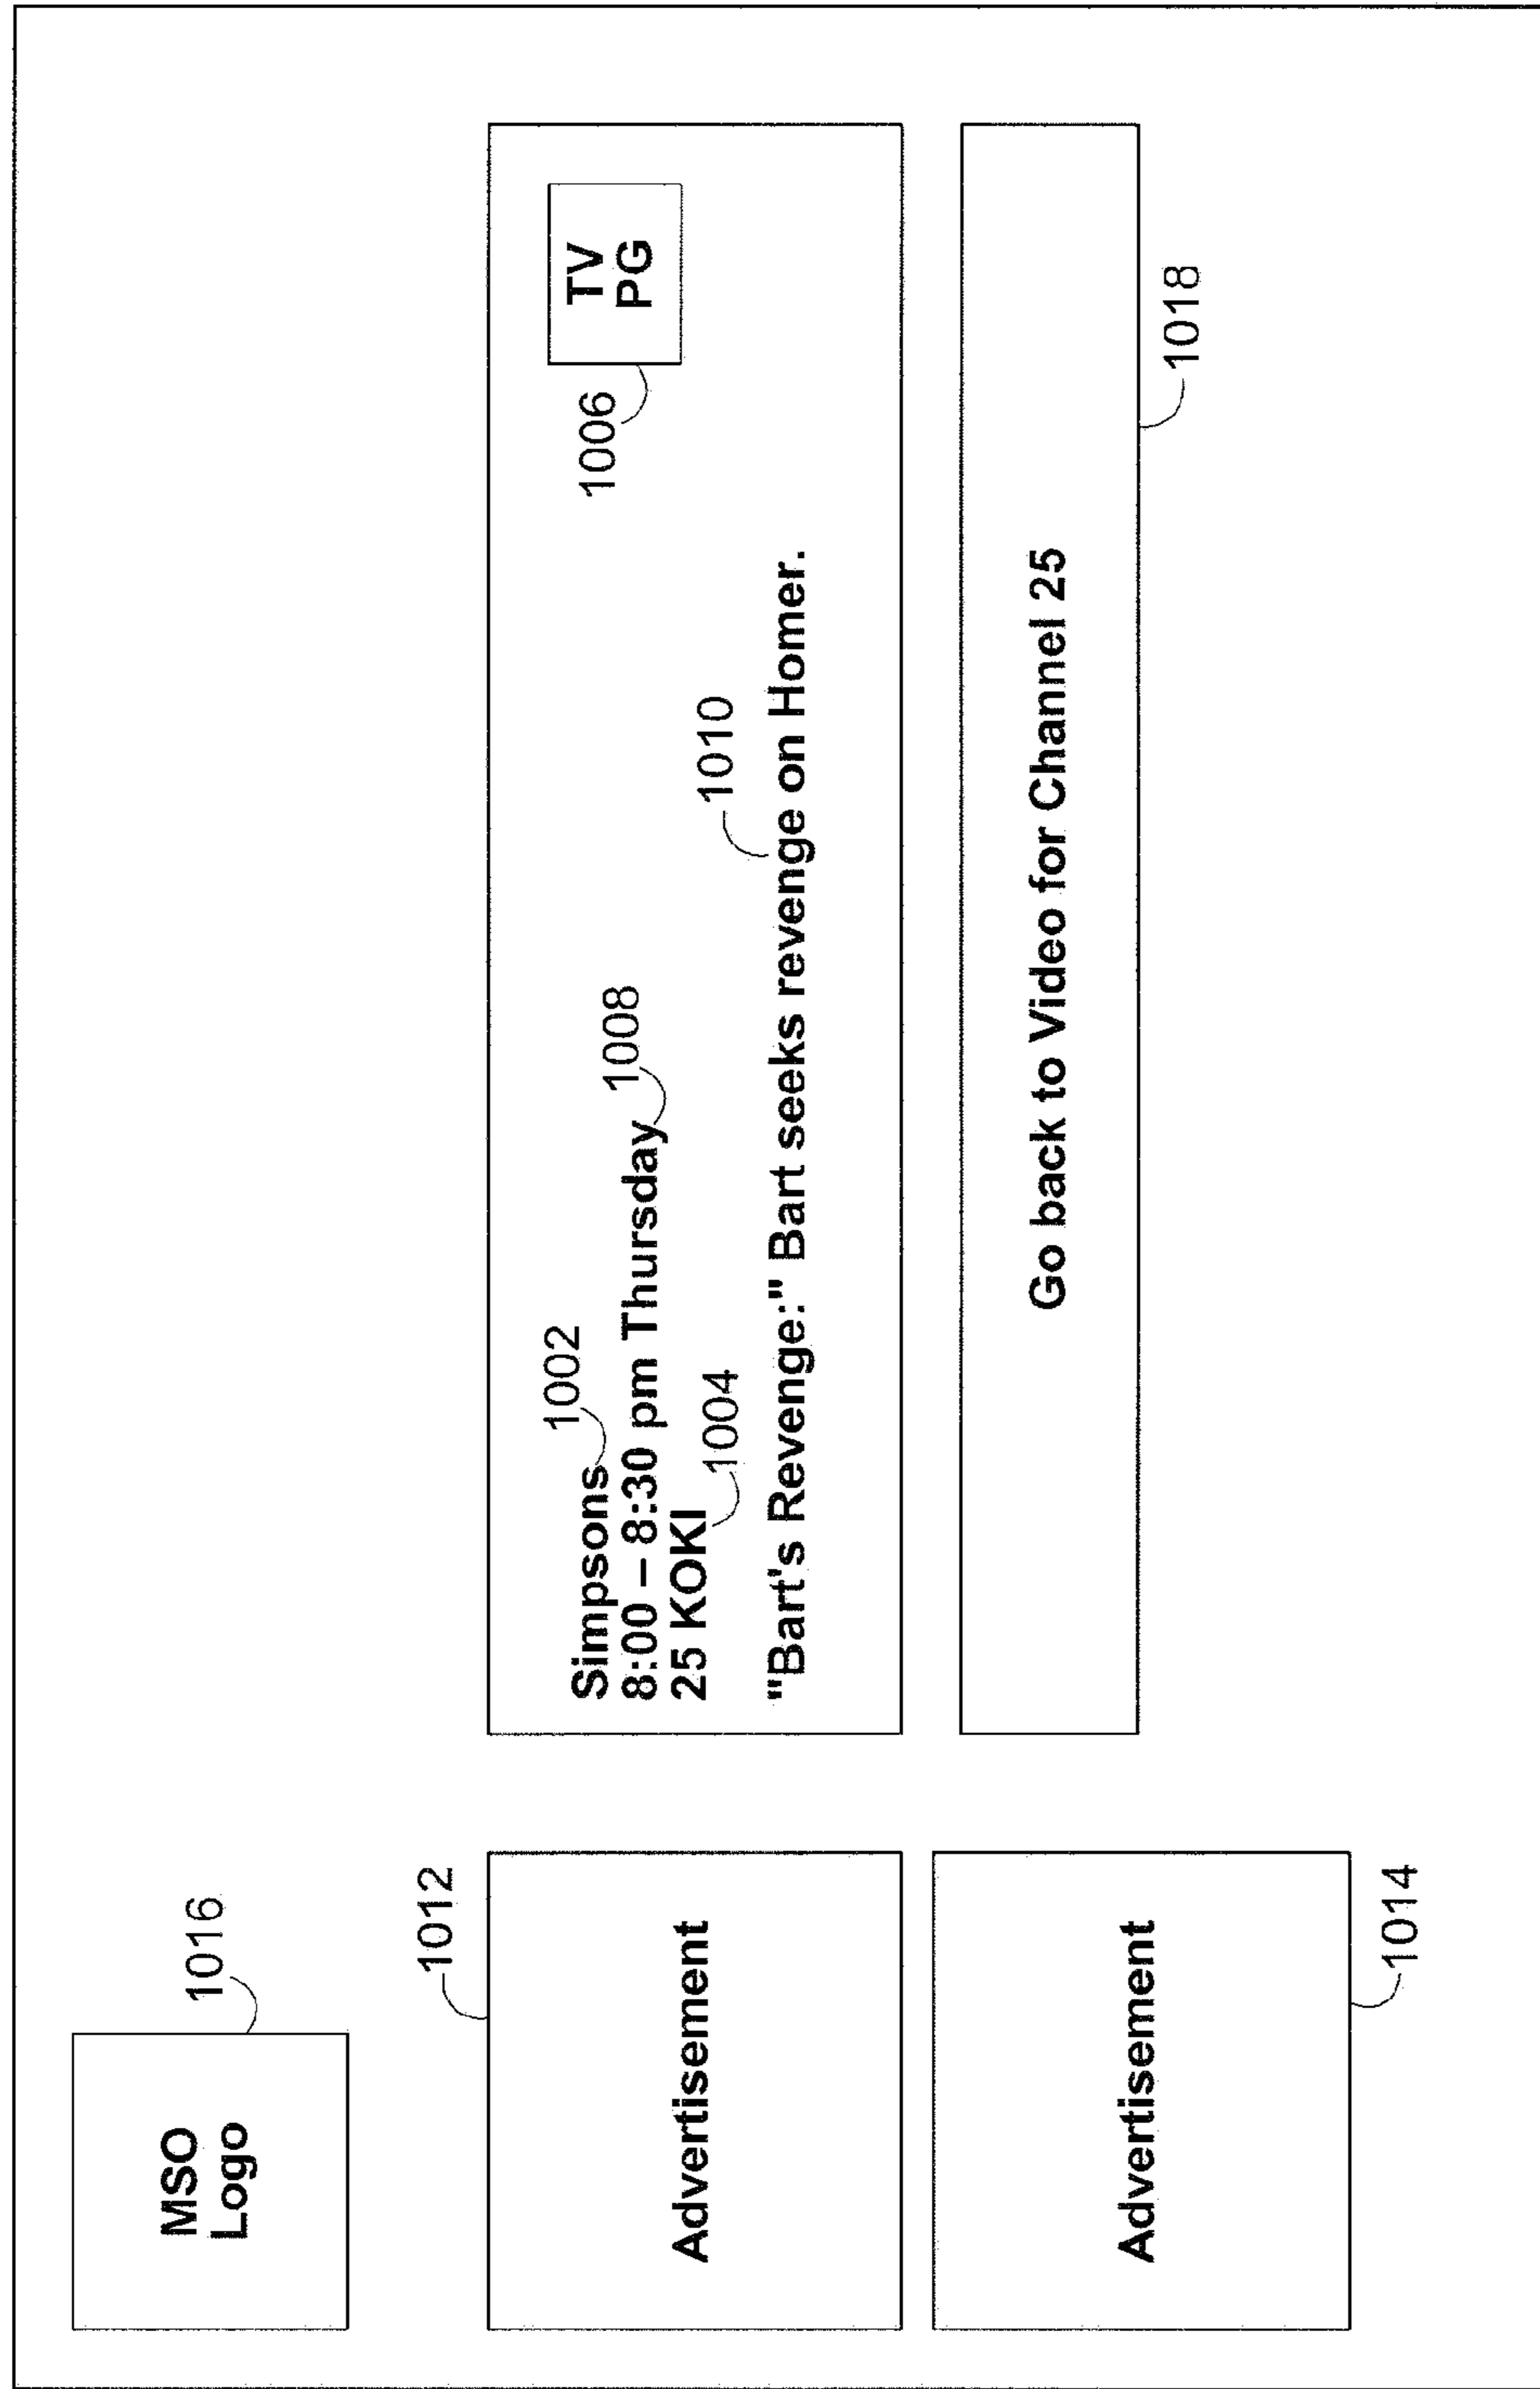 MSO
Logo
1016
1012
Advertisement
Advertisement
1014
Simpsons
1002
8:00 – 8:30 pm Thursday
1008
25 KOKI
1004
TV
PG
1006
1010
"Bart's Revenge:" Bart seeks revenge on Homer.
Go back to Video for Channel 25
1018